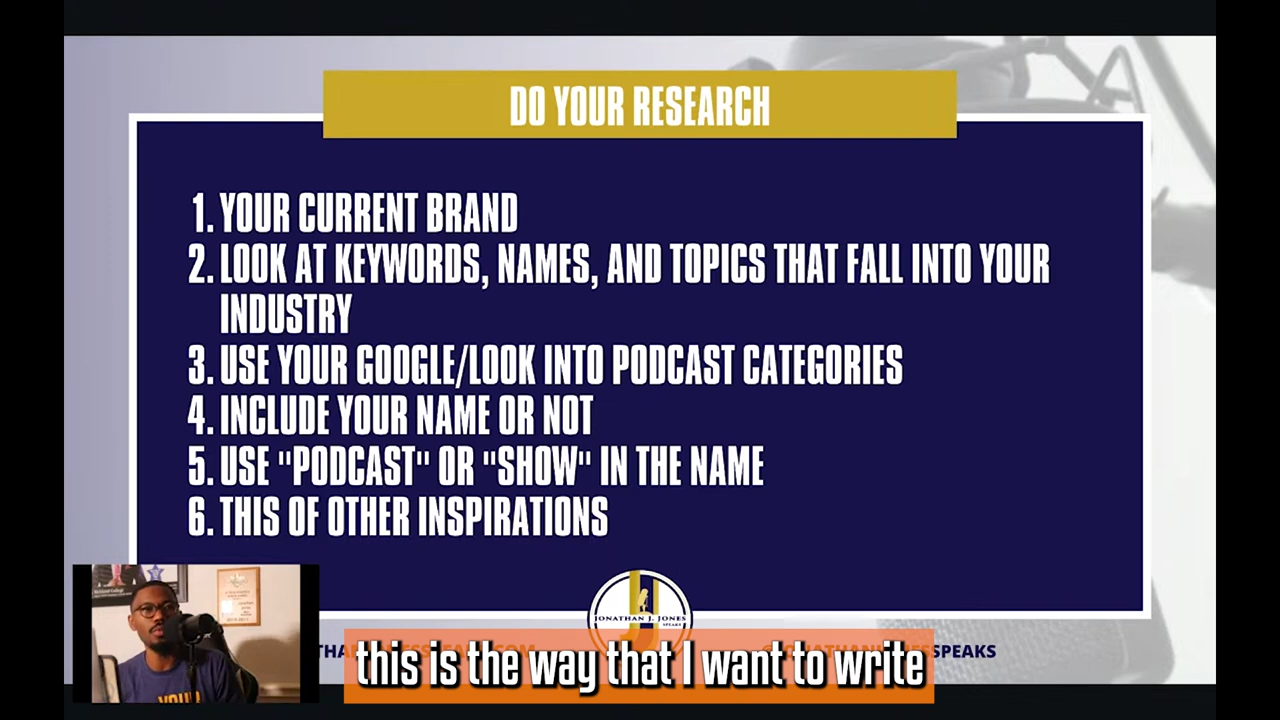 DO YOUR RESEARCH
1. YOUR CURRENT BRAND
2. LOOK AT KEYWORDS, NAMES, AND TOPICS THAT FALL INTO YOUR
INDUSTRY
3. USE YOUR GOOGLE/LOOK INTO PODCAST CATEGORIES
4. INCLUDE YOUR NAME OR NOT
5. USE "PODCAST" OR "SHOW" IN THE NAME
6. THIS OF OTHER INSPIRATIONS
JONATHAN J. JONES
SPEAKS
this is the way that I want to write
YOUR